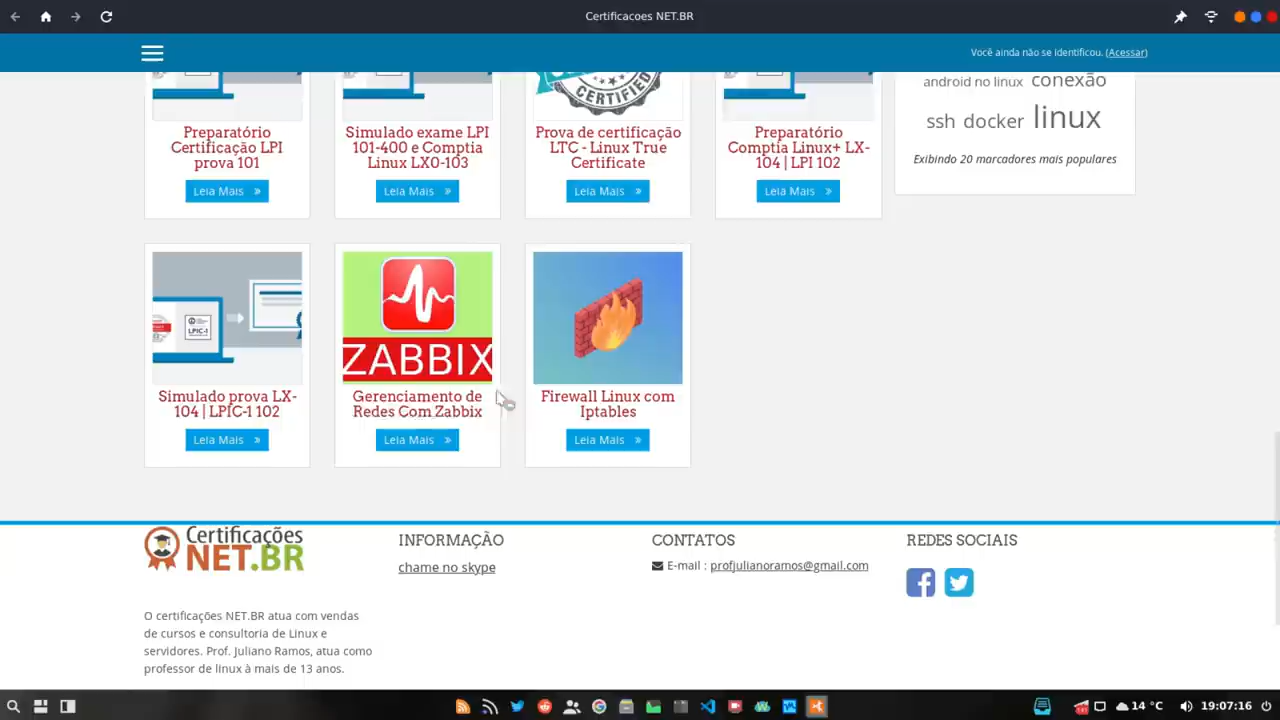 Certificacoes NET.BR
Você ainda não se identificou. (Acessar)
CERTIFIED
android no linux conexão
ssh docker linux
Exibindo 20 marcadores mais populares
Preparatório
Certificação LPI
prova 101
Leia Mais »
Simulado exame LPI
101-400 e Comptia
Linux LX0-103
Leia Mais »
Prova de certificação
LTC - Linux True
Certificate
Leia Mais »
Preparatório
Comptia Linux+ LX-
104 | LPI 102
Leia Mais »
LPIC-1
Simulado prova LX-
104 | LPIC-1 102
Leia Mais »
ZABBIX
Gerenciamento de
Redes Com Zabbix
Leia Mais »
Firewall Linux com
Iptables
Leia Mais »
Certificações
NET.BR
O certificações NET.BR atua com vendas
de cursos e consultoria de Linux e
servidores. Prof. Juliano Ramos, atua como
professor de linux à mais de 13 anos.
INFORMAÇÃO
chame no skype
CONTATOS
E-mail : profjulianoramos@gmail.com
REDES SOCIAIS
14 °C
19:07:16